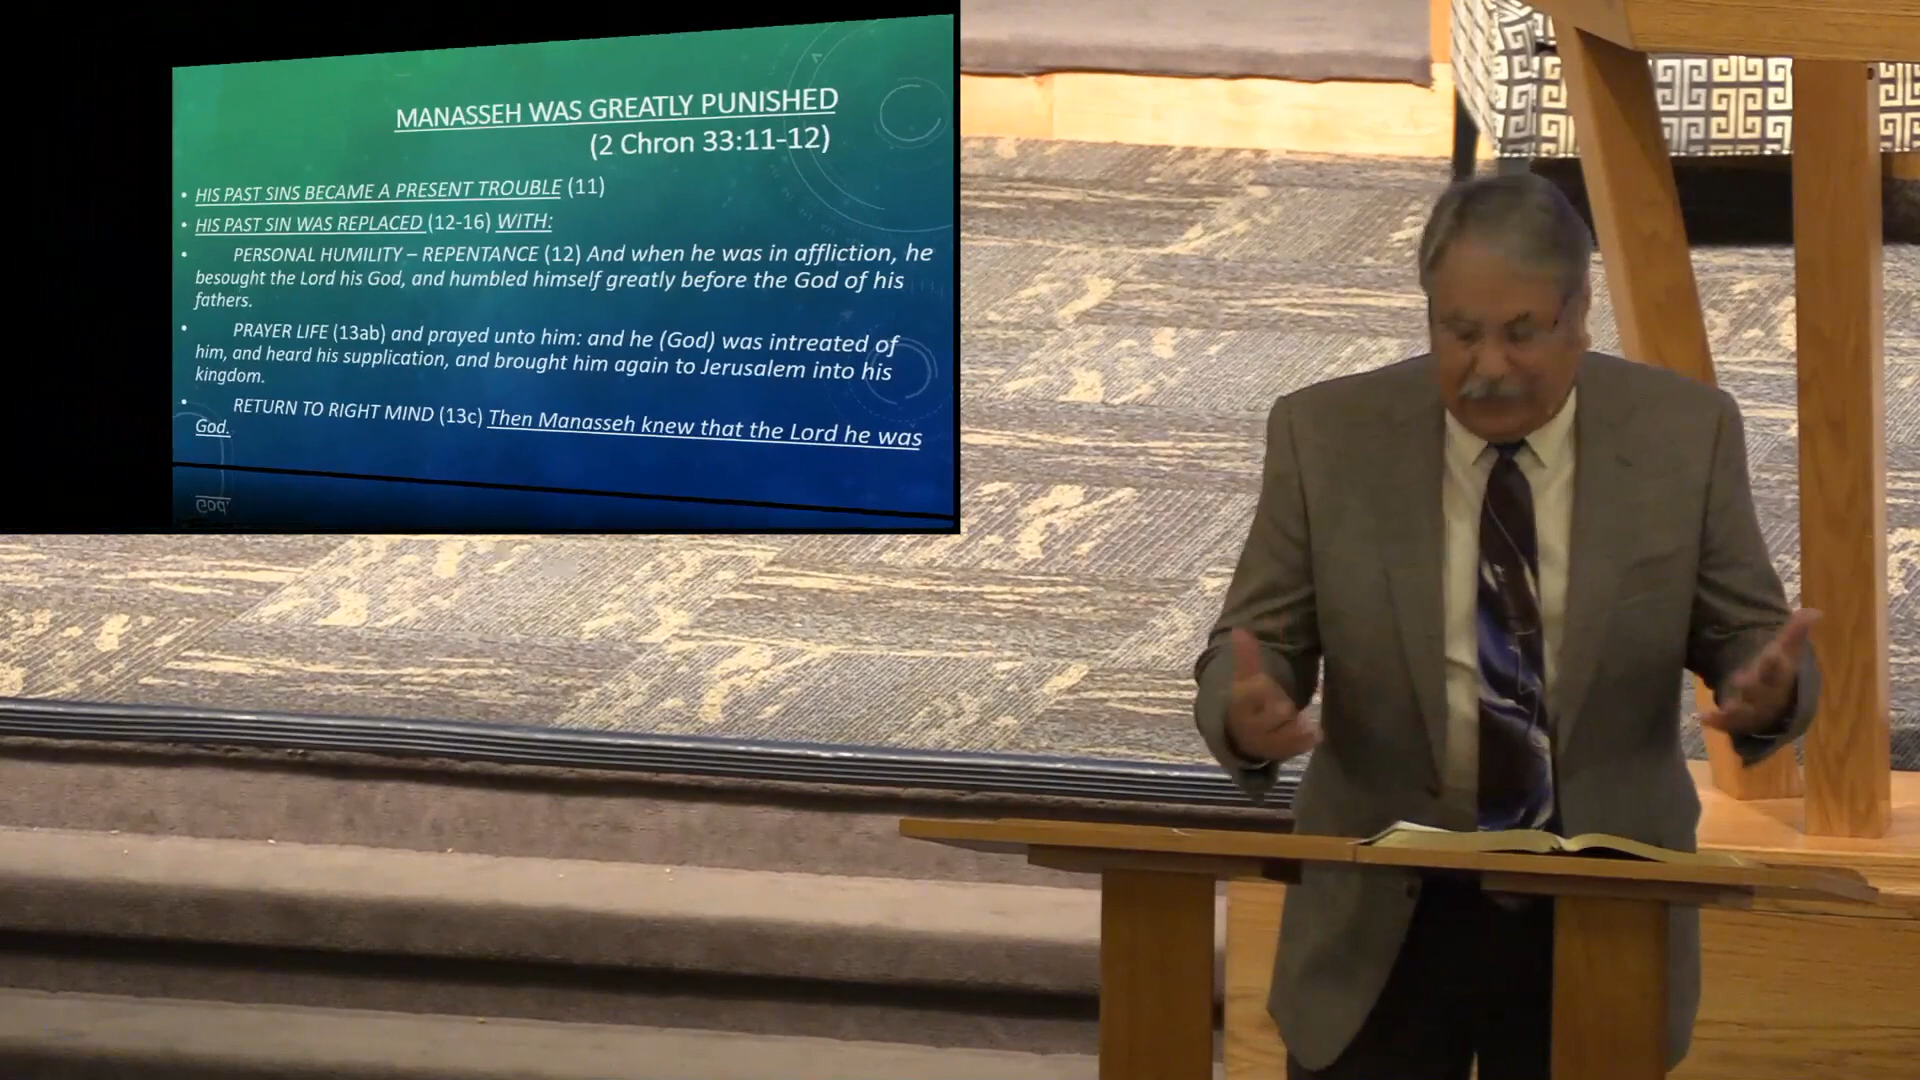 MANASSEH WAS GREATLY PUNISHED
(2 Chron 33:11-12)
• HIS PAST SINS BECAME A PRESENT TROUBLE (11)
• HIS PAST SIN WAS REPLACED (12-16) WITH:
• PERSONAL HUMILITY – REPENTANCE (12) And when he was in affliction, he
besought the Lord his God, and humbled himself greatly before the God of his
fathers.
• PRAYER LIFE (13ab) and prayed unto him: and he (God) was intreated of
him, and heard his supplication, and brought him again to Jerusalem into his
kingdom.
• RETURN TO RIGHT MIND (13c) Then Manasseh knew that the Lord he was
God.